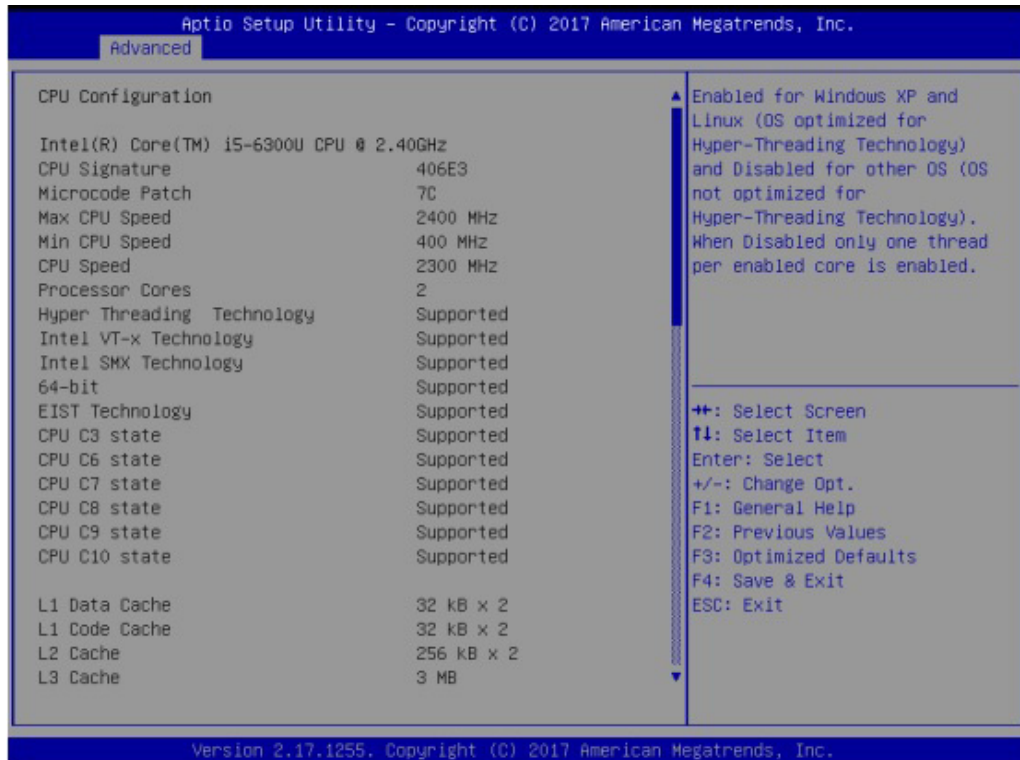 Aptio Setup Utility – Copyright (C) 2017 American Megatrends, Inc.
Advanced
CPU Configuration
Intel(R) Core(TM) i5-6300U CPU @ 2.40GHz
CPU Signature 406E3
Microcode Patch 7C
Max CPU Speed 2400 MHz
Min CPU Speed 400 MHz
CPU Speed 2300 MHz
Processor Cores 2
Hyper Threading Technology Supported
Intel VT-x Technology Supported
Intel SMX Technology Supported
64-bit Supported
EIST Technology Supported
CPU C3 state Supported
CPU C6 state Supported
CPU C7 state Supported
CPU C8 state Supported
CPU C9 state Supported
CPU C10 state Supported
L1 Data Cache 32 kB x 2
L1 Code Cache 32 kB x 2
L2 Cache 256 kB x 2
L3 Cache 3 MB
Enabled for Windows XP and
Linux (OS optimized for
Hyper-Threading Technology)
and Disabled for other OS (OS
not optimized for
Hyper-Threading Technology).
When Disabled only one thread
per enabled core is enabled.
→←: Select Screen
↑↓: Select Item
Enter: Select
+/-: Change Opt.
F1: General Help
F2: Previous Values
F3: Optimized Defaults
F4: Save & Exit
ESC: Exit
Version 2.17.1255. Copyright (C) 2017 American Megatrends, Inc.